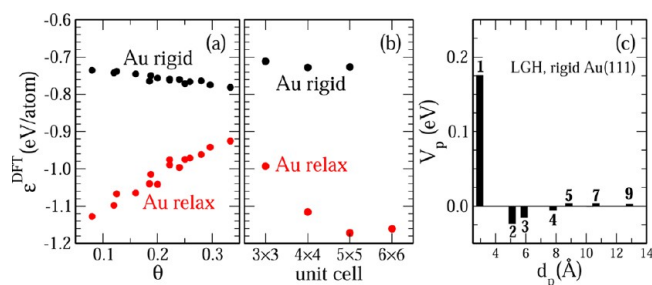 -0.6
-0.7
-0.8
-0.9
-1.0
-1.1
-1.2
ε^DFT (eV/atom)
(a)
Au rigid
Au relax
0.1 0.2 0.3
θ
(b)
Au rigid
Au relax
3×3 4×4 5×5 6×6
unit cell
(c)
LGH, rigid Au(111)
0.2
0.1
0.0
V_p (eV)
1
2
3
4
5
7
9
4 6 8 10 12 14
d_p(Å)